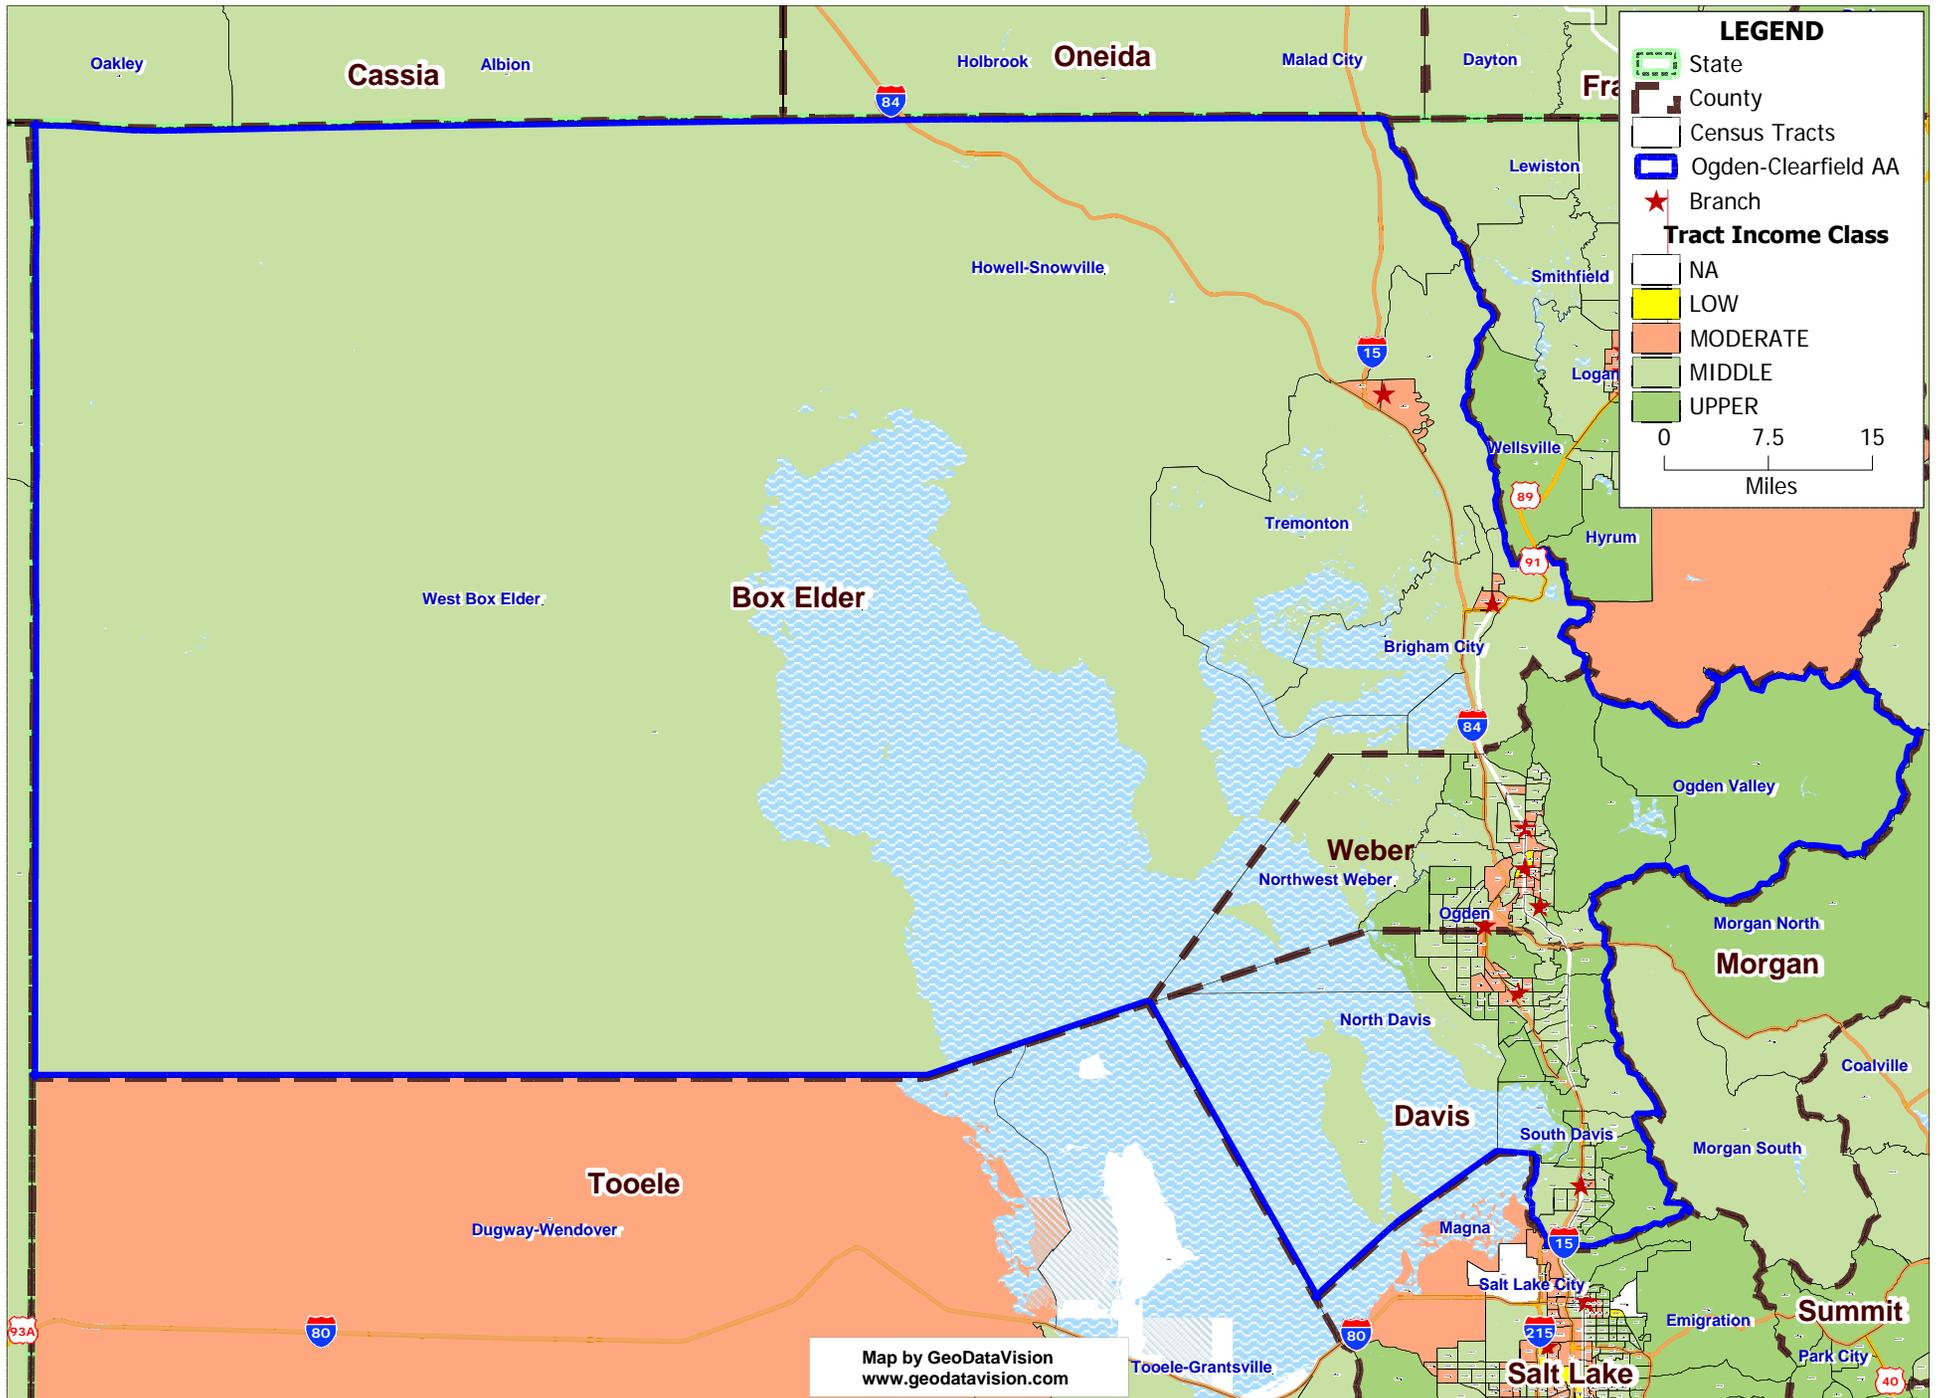 LEGEND
State
County
Census Tracts
Ogden-Clearfield AA
Branch
Tract Income Class
NA
LOW
MODERATE
MIDDLE
UPPER
0 7.5 15
Miles
Oakley
Cassia
Albion
Holbrook
Oneida
Malad City
Dayton
Fra
84
Lewiston
Howell-Snowville
Smithfield
15
Logan
Wellsville
89
Tremonton
Hyrum
91
West Box Elder
Box Elder
Brigham City
84
Ogden Valley
Weber
Northwest Weber
Ogden
Morgan North
Morgan
North Davis
Coalville
Davis
South Davis
Morgan South
Tooele
Dugway-Wendover
Magna
15
Salt Lake City
Summit
Emigration
93A
80
80
215
Park City
Tooele-Grantsville
Salt Lake
40
Map by GeoDataVision
www.geodatavision.com